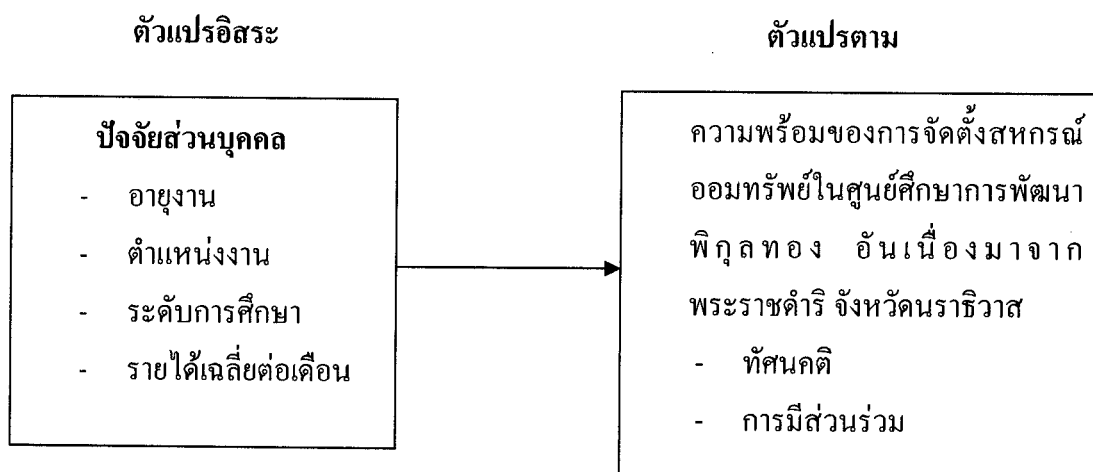 ตัวแปรอิสระ
ตัวแปรตาม
ปัจจัยส่วนบุคคล
- อายุงาน
- ตำแหน่งงาน
- ระดับการศึกษา
- รายได้เฉลี่ยต่อเดือน
ความพร้อมของการจัดตั้งสหกรณ์
ออมทรัพย์ในศูนย์ศึกษาการพัฒนา
พิกุลทอง อันเนื่องมาจาก
พระราชดำริ จังหวัดนราธิวาส
- ทัศนคติ
- การมีส่วนร่วม